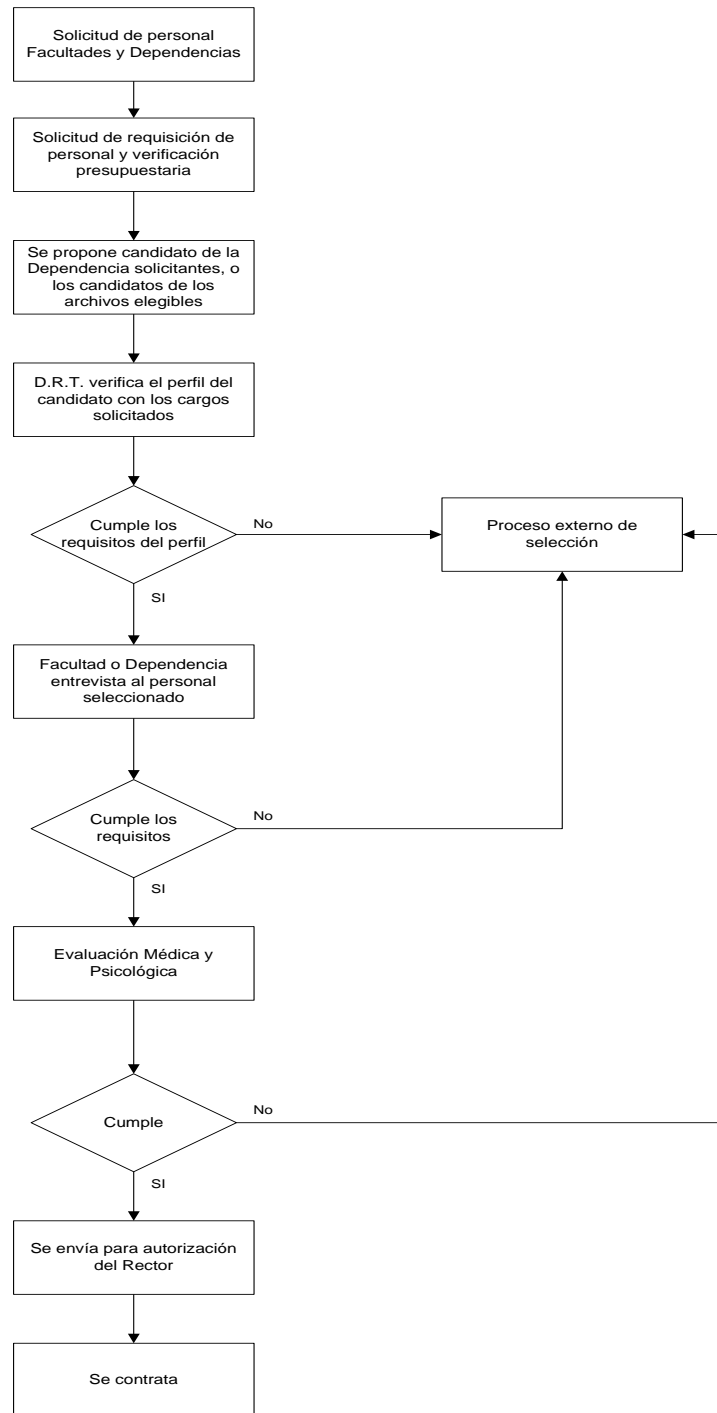 Solicitud de personal
Facultades y Dependencias
Solicitud de requisición de
personal y verificación
presupuestaria
Se propone candidato de la
Dependencia solicitantes, o
los candidatos de los
archivos elegibles
D.R.T. verifica el perfil del
candidato con los cargos
solicitados
Cumple los
requisitos del perfil
No
Proceso externo de
selección
SI
Facultad o Dependencia
entrevista al personal
seleccionado
Cumple los
requisitos
No
SI
Evaluación Médica y
Psicológica
Cumple
No
SI
Se envía para autorización
del Rector
Se contrata